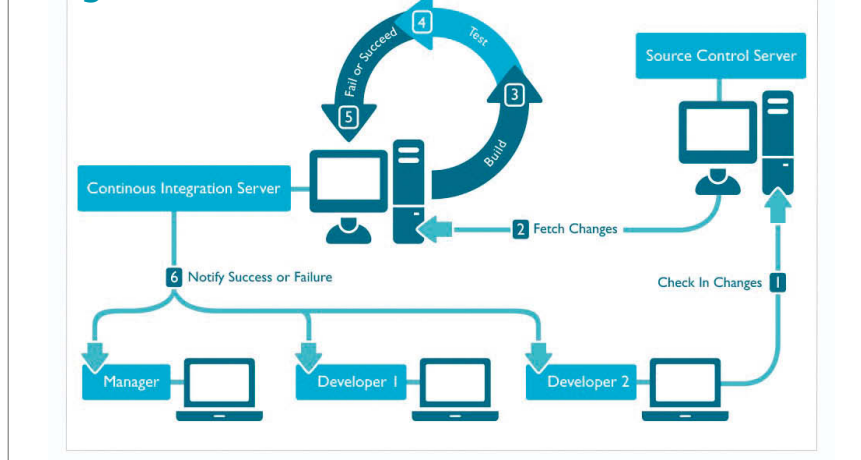 4
Test
Fail or Succeed
Source Control Server
3
5
Build
Continous Integration Server
2 Fetch Changes
6 Notify Success or Failure
Check In Changes 1
Manager
Developer 1
Developer 2